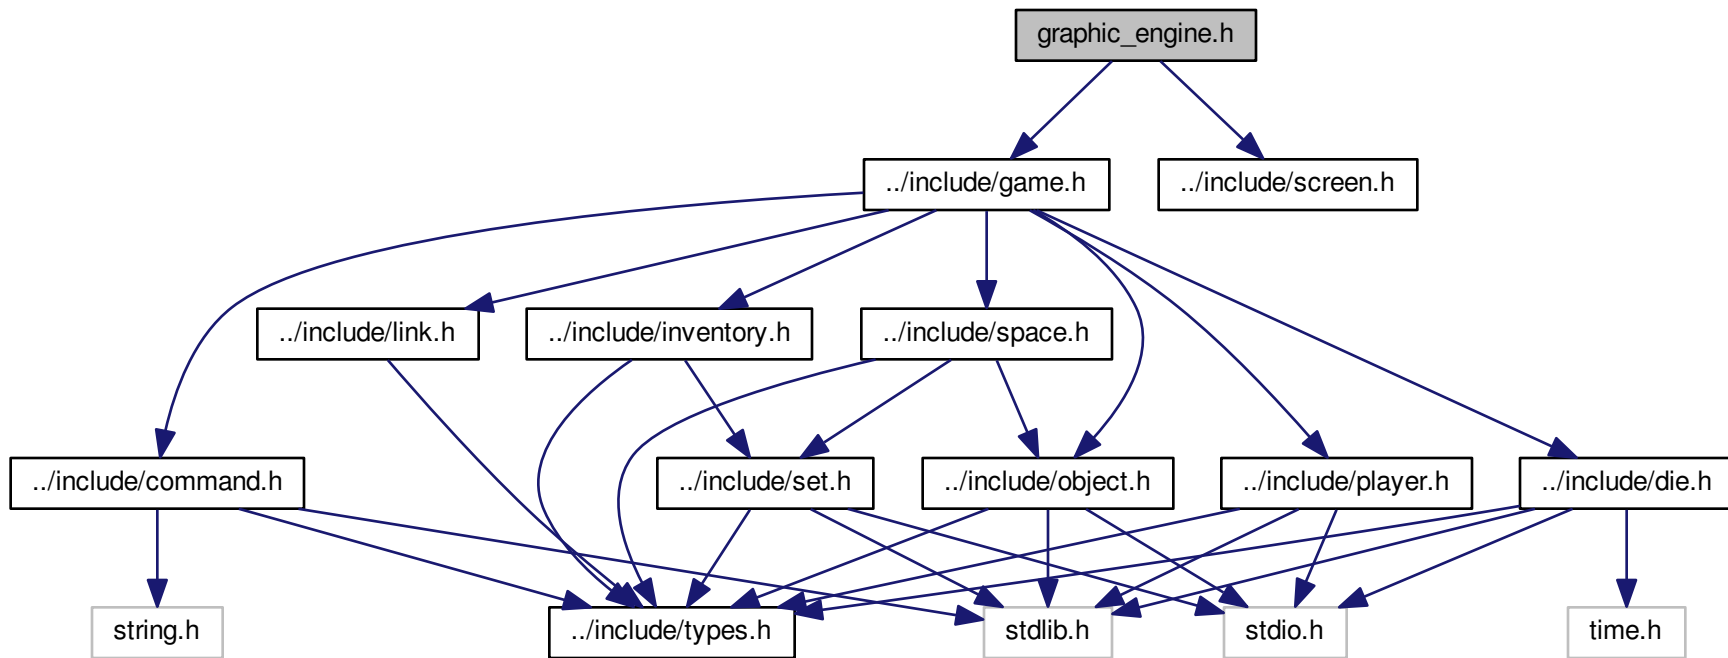 graphic_engine.h
../include/game.h
../include/screen.h
../include/link.h
../include/inventory.h
../include/space.h
../include/command.h
../include/set.h
../include/object.h
../include/player.h
../include/die.h
string.h
../include/types.h
stdlib.h
stdio.h
time.h